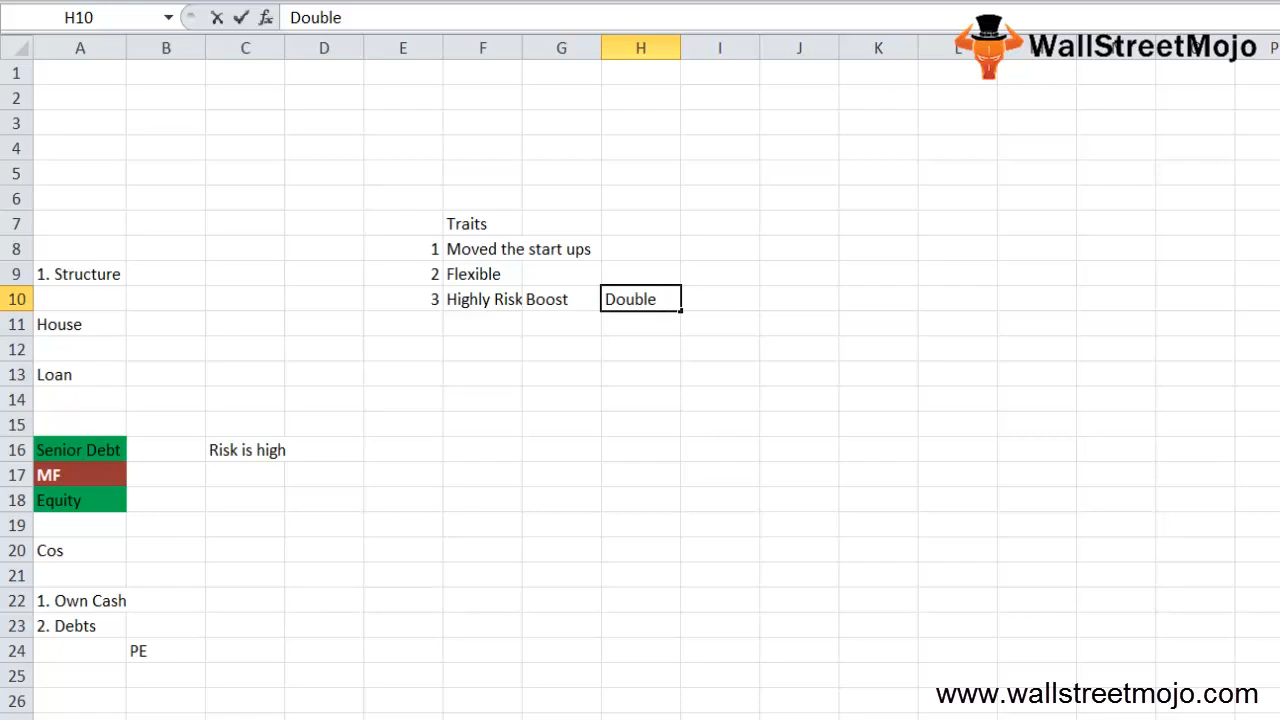 H10 fx Double
A B C D E F G H I J K L P
1
2
3
4
5
6
7 Traits
8 1 Moved the start ups
9 1. Structure 2 Flexible
10 3 Highly Risk Boost Double
11 House
12
13 Loan
14
15
16 Senior Debt Risk is high
17 MF
18 Equity
19
20 Cos
21
22 1. Own Cash
23 2. Debts
24 PE
25
26
WallStreetMojo
www.wallstreetmojo.com